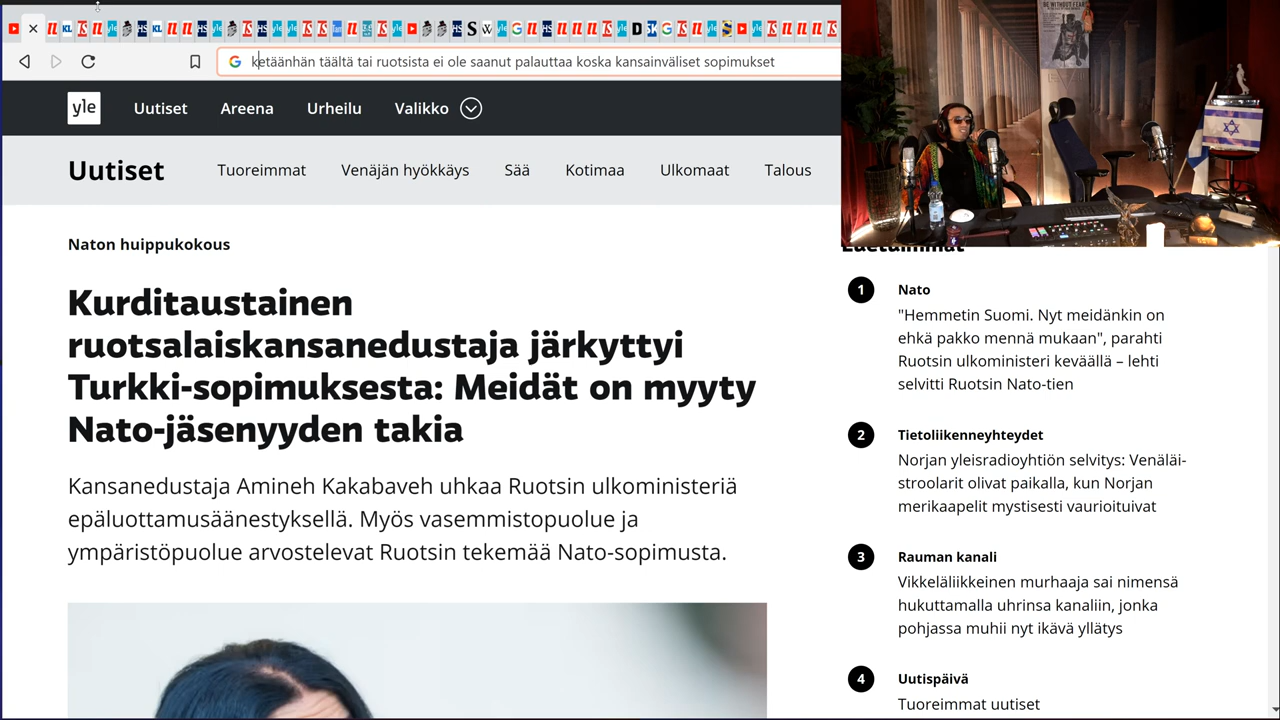 ketäänhän täältä tai ruotsista ei ole saanut palauttaa koska kansainväliset sopimukset
yle
Uutiset
Areena
Urheilu
Valikko
Uutiset
Tuoreimmat
Venäjän hyökkäys
Sää
Kotimaa
Ulkomaat
Talous
Naton huippukokous
Kurditaustainen
ruotsalaiskansanedustaja järkyttyi
Turkki-sopimuksesta: Meidät on myyty
Nato-jäsenyyden takia
Kansanedustaja Amineh Kakabaveh uhkaa Ruotsin ulkoministeriä
epäluottamusäänestyksellä. Myös vasemmistopuolue ja
ympäristöpuolue arvostelevat Ruotsin tekemää Nato-sopimusta.
Luetuimmat
1
Nato
"Hemmetin Suomi. Nyt meidänkin on
ehkä pakko mennä mukaan", parahti
Ruotsin ulkoministeri keväällä – lehti
selvitti Ruotsin Nato-tien
2
Tietoliikenneyhteydet
Norjan yleisradioyhtiön selvitys: Venäläi-
stroolarit olivat paikalla, kun Norjan
merikaapelit mystisesti vaurioituivat
3
Rauman kanali
Vikkeläliikkeinen murhaaja sai nimensä
hukuttamalla uhrinsa kanaliin, jonka
pohjassa muhii nyt ikävä yllätys
4
Uutispäivä
Tuoreimmat uutiset